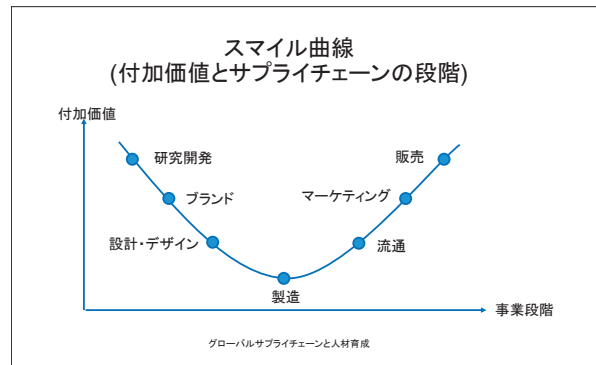 スマイル曲線
(付加価値とサプライチェーンの段階)
付加価値
研究開発
販売
ブランド
マーケティング
設計・デザイン
流通
製造
事業段階
グローバルサプライチェーンと人材育成